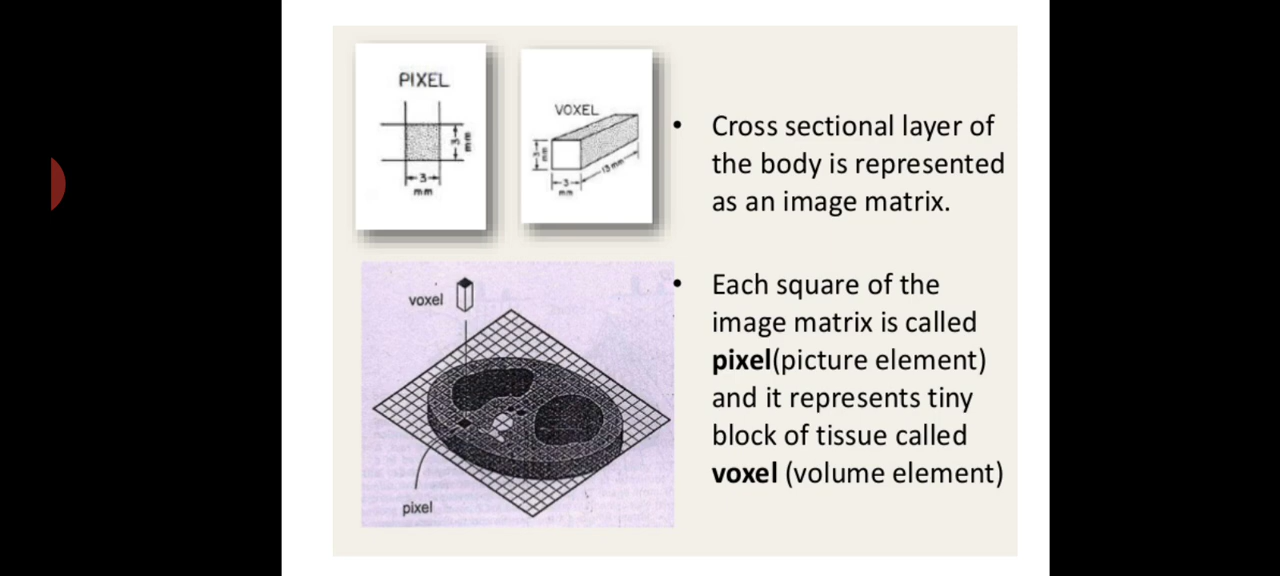 PIXEL
3
mm
3
mm
VOXEL
3
mm
3
mm
13 mm
• Cross sectional layer of
the body is represented
as an image matrix.
voxel
pixel
• Each square of the
image matrix is called
pixel(picture element)
and it represents tiny
block of tissue called
voxel (volume element)